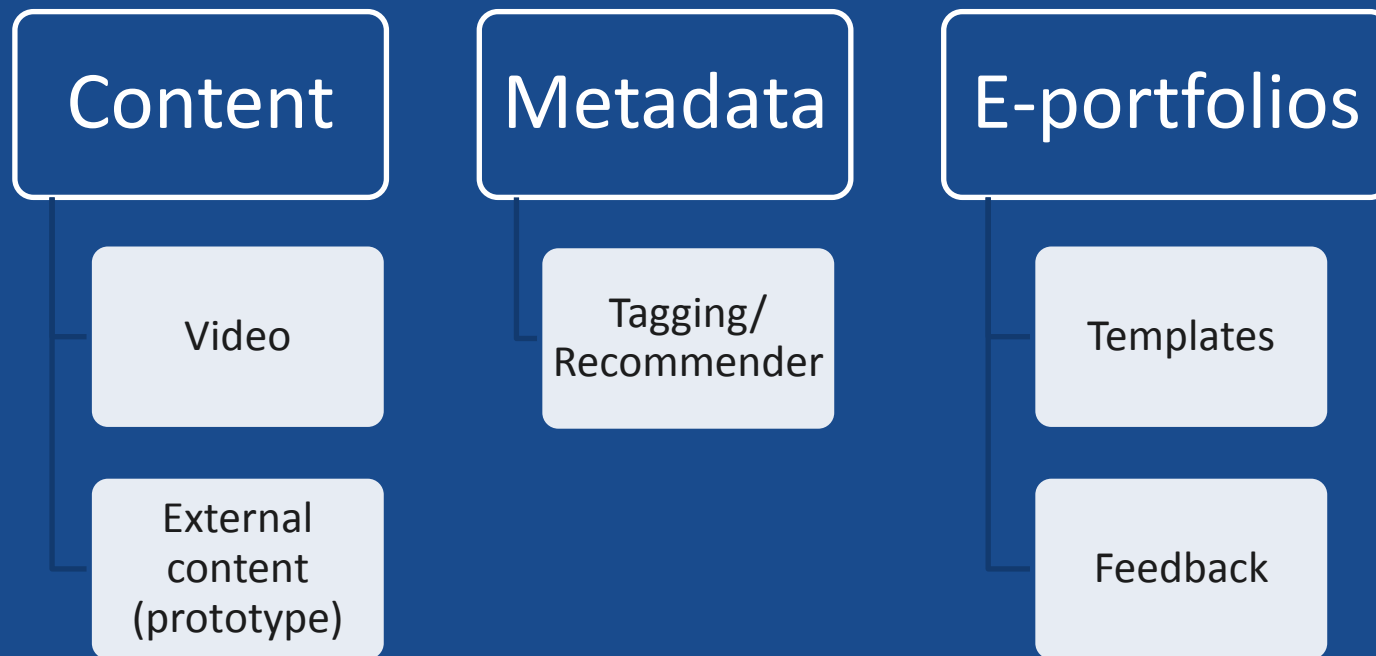 Content
Video
External
content
(prototype)
Metadata
Tagging/
Recommender
E-portfolios
Templates
Feedback